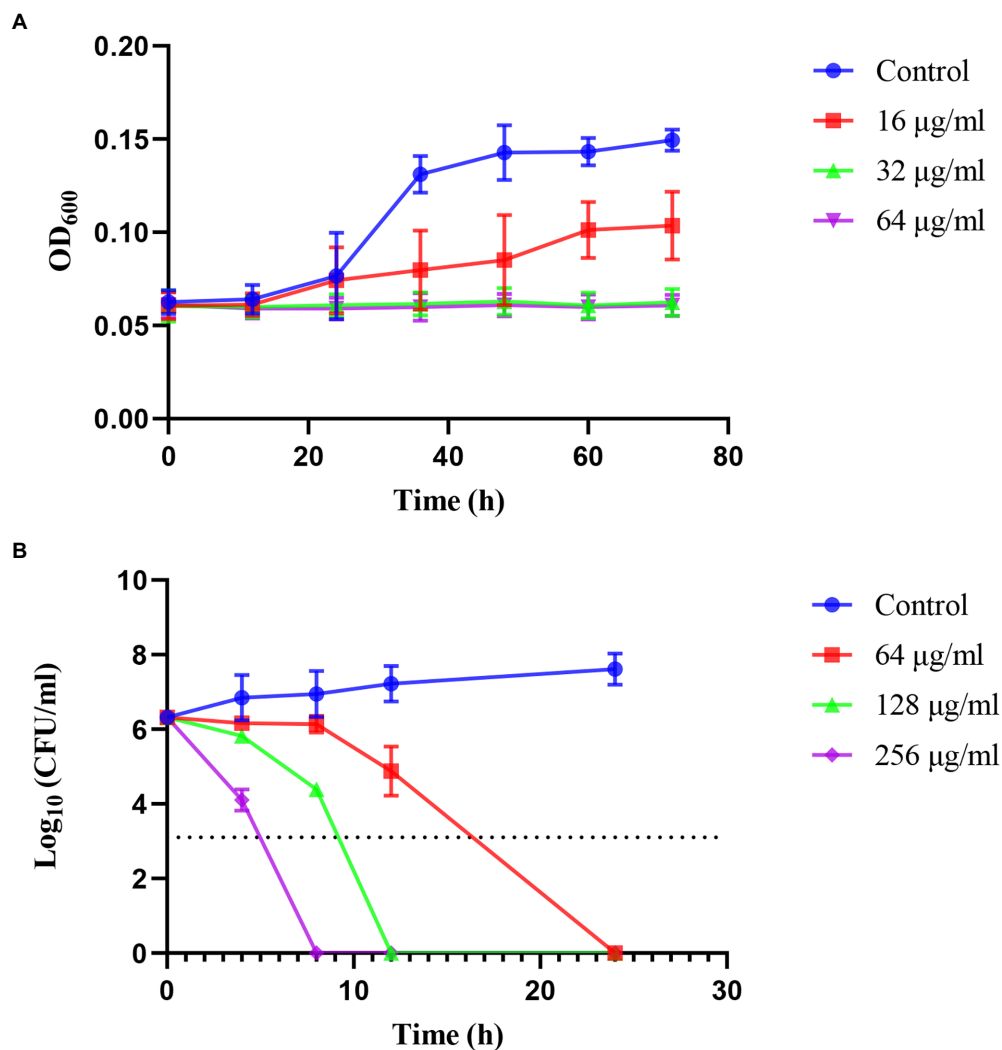 A
0.20
0.15
0.10
0.05
0.00
OD₆₀₀
0 20 40 60 80
Time (h)
Control
16 μg/ml
32 μg/ml
64 μg/ml
B
10
8
6
4
2
0
Log₁₀ (CFU/ml)
0 10 20 30
Time (h)
Control
64 μg/ml
128 μg/ml
256 μg/ml